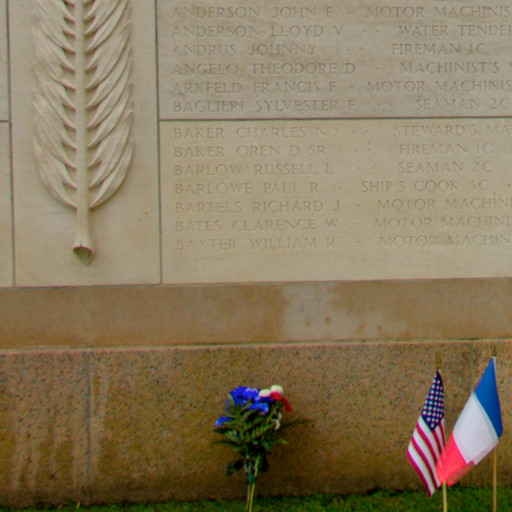 ANDERSON JOHN E · MOTOR MACHINIS
ANDERSON LLOYD V · · WATER TENDER
ANDRUS JOHNNY · · FIREMAN 1C
ANGELO THEODORE D MACHINIST'S
ARKFELD FRANCIS F · MOTOR MACHINIS
BAGLIERI SYLVESTER F · SEAMAN 2C
BAKER CHARLES N · · STEWARD'S MA
BAKER OREN D SR · FIREMAN 1C
BARLOW RUSSELL L · SEAMAN 2C
BARLOWE PAUL R · SHIP'S COOK 3C
BARTELS RICHARD J · MOTOR MACHIN
BATES CLARENCE W · MOTOR MACHINI
BAXTER WILLIAM R · MOTOR MACHIN